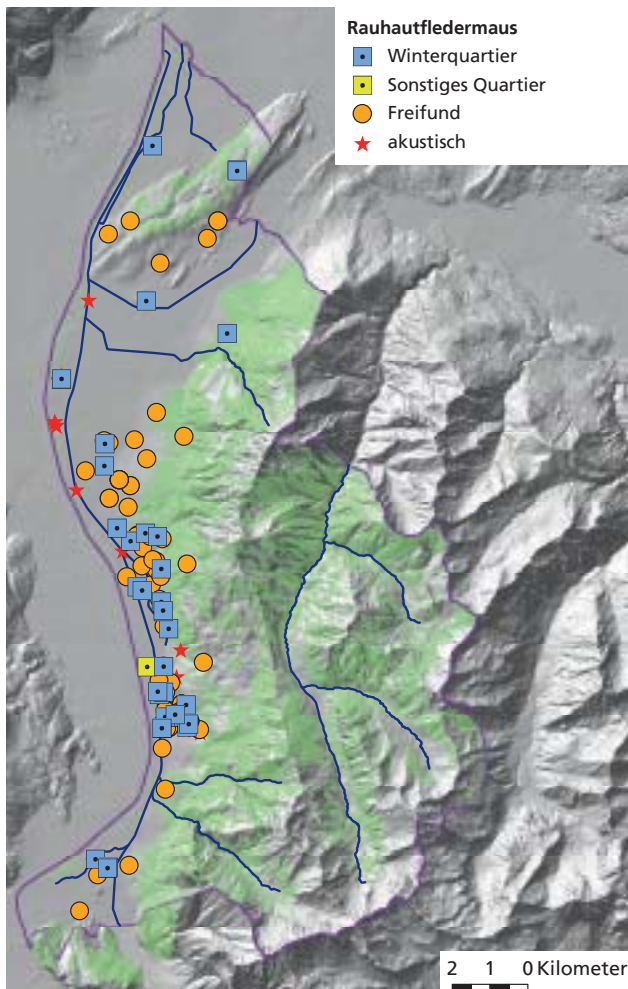 Rauhautfledermaus
Winterquartier
Sonstiges Quartier
Freifund
akustisch
2 1 0 Kilometer